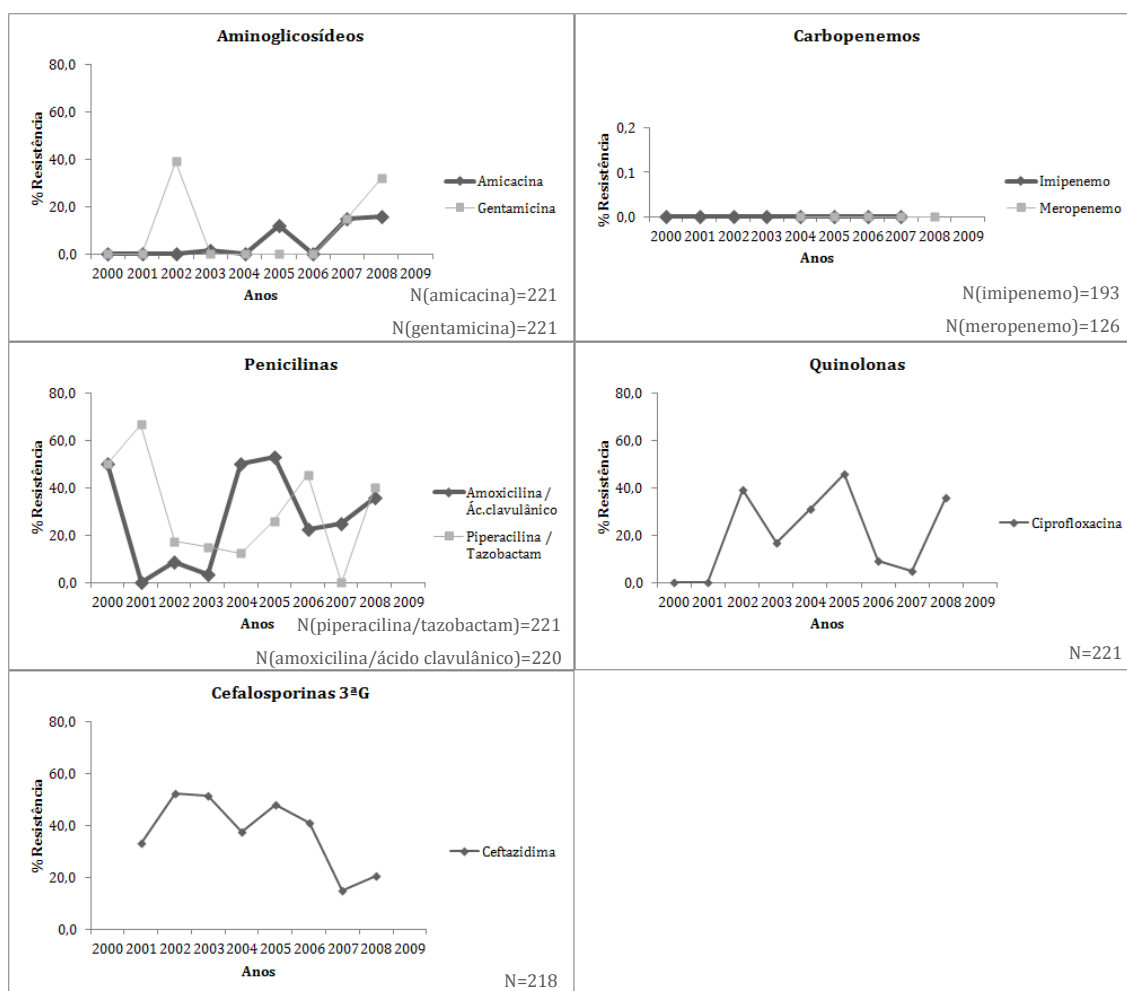 Aminoglicosídeos
80,0
60,0
40,0
20,0
0,0
% Resistência
2000 2001 2002 2003 2004 2005 2006 2007 2008 2009
Anos
Amicacina
Gentamicina
N(amicacina)=221
N(gentamicina)=221
Carbopenemos
0,2
0,1
0,0
% Resistência
2000 2001 2002 2003 2004 2005 2006 2007 2008 2009
Anos
Imipenemo
Meropenemo
N(imipenemo)=193
N(meropenemo)=126
Penicilinas
80,0
60,0
40,0
20,0
0,0
% Resistência
2000 2001 2002 2003 2004 2005 2006 2007 2008 2009
Anos
Amoxicilina /
Ác.clavulânico
Piperacilina /
Tazobactam
N(piperacilina/tazobactam)=221
N(amoxicilina/ácido clavulânico)=220
Quinolonas
80,0
60,0
40,0
20,0
0,0
% Resistência
2000 2001 2002 2003 2004 2005 2006 2007 2008 2009
Anos
Ciprofloxacina
N=221
Cefalosporinas 3ªG
80,0
60,0
40,0
20,0
0,0
% Resistência
2000 2001 2002 2003 2004 2005 2006 2007 2008 2009
Anos
Ceftazidima
N=218